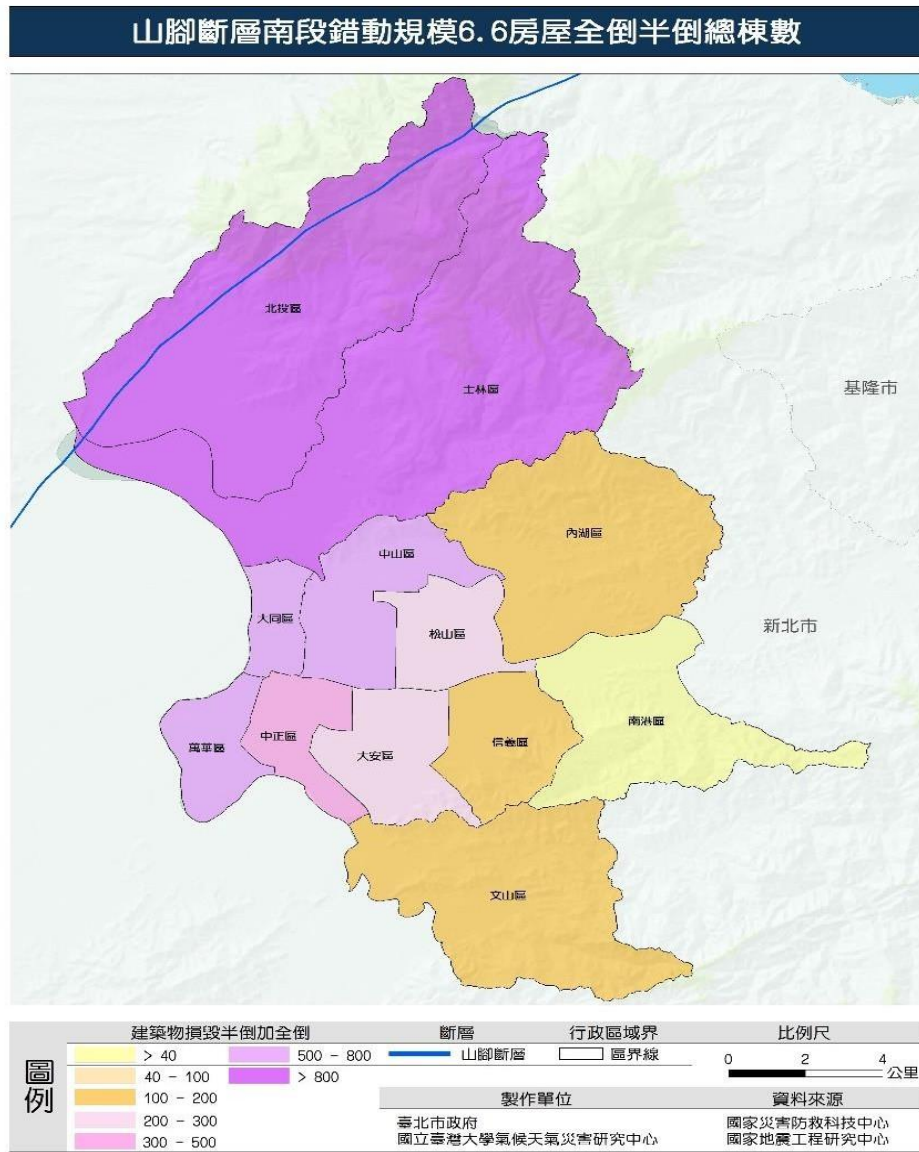 山腳斷層南段錯動規模6.6房屋全倒半倒總棟數
北投區
士林區
基隆市
內湖區
中山區
大同區
松山區
新北市
南港區
中正區
信義區
萬華區
大安區
文山區
圖例
建築物損毀半倒加全倒
> 40
40 - 100
100 - 200
200 - 300
300 - 500
500 - 800
> 800
斷層
山腳斷層
行政區域界
區界線
比例尺
0 2 4
公里
製作單位
臺北市政府
國立臺灣大學氣候天氣災害研究中心
資料來源
國家災害防救科技中心
國家地震工程研究中心